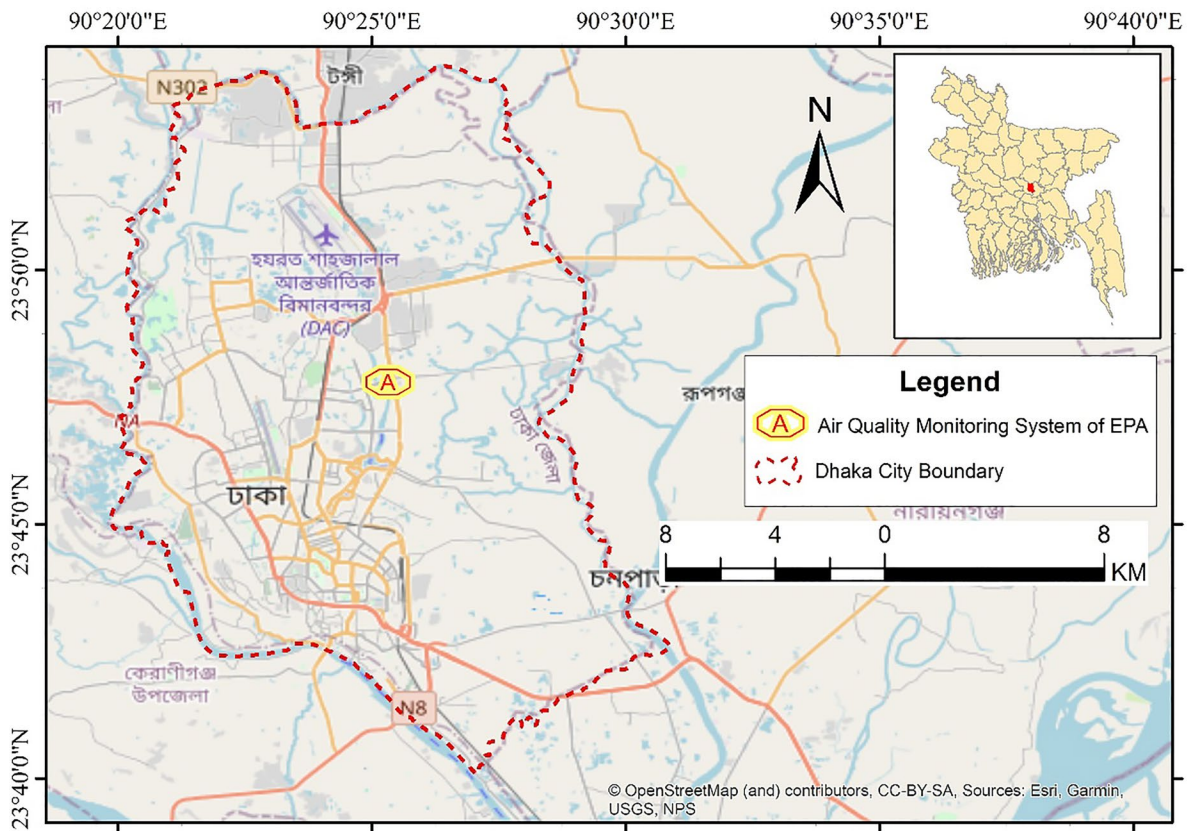 90°20'0"E
90°25'0"E
90°30'0"E
90°35'0"E
90°40'0"E
N302
টঙ্গী
N
23°50'0"N
হযরত শাহজালাল
আন্তর্জাতিক
বিমানবন্দর
(DAC)
A
রূপগঞ্জ
ঢাকা জেলা
Legend
A
Air Quality Monitoring System of EPA
Dhaka City Boundary
ঢাকা
23°45'0"N
নারায়নগঞ্জ
8
4
0
8
KM
চনপাড়া
কেরাণীগঞ্জ
উপজেলা
N8
23°40'0"N
© OpenStreetMap (and) contributors, CC-BY-SA, Sources: Esri, Garmin,
USGS, NPS